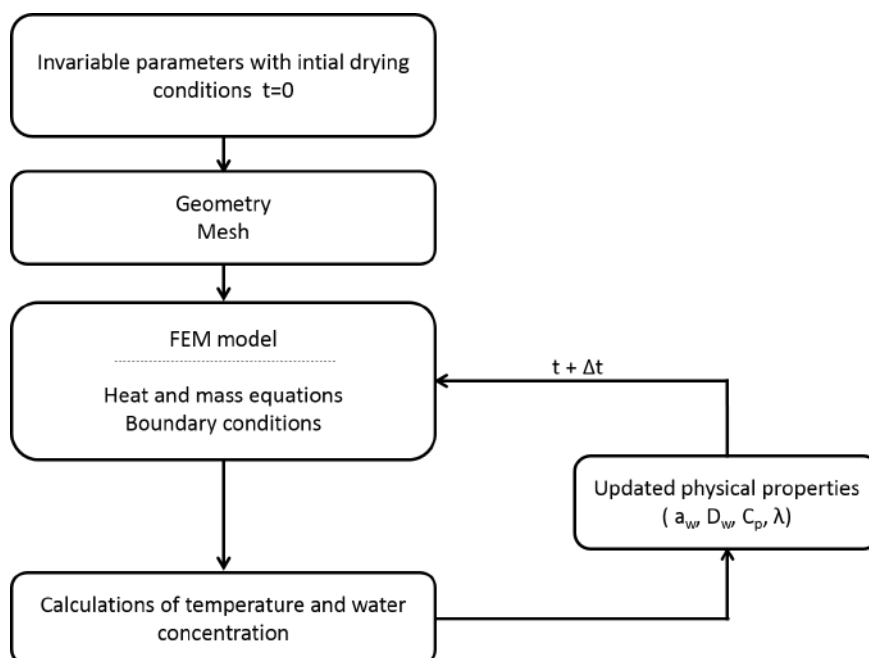 Invariable parameters with intial drying
conditions t=0
Geometry
Mesh
FEM model
Heat and mass equations
Boundary conditions
t + Δt
Updated physical properties
( a_w, D_w, C_p, λ)
Calculations of temperature and water
concentration